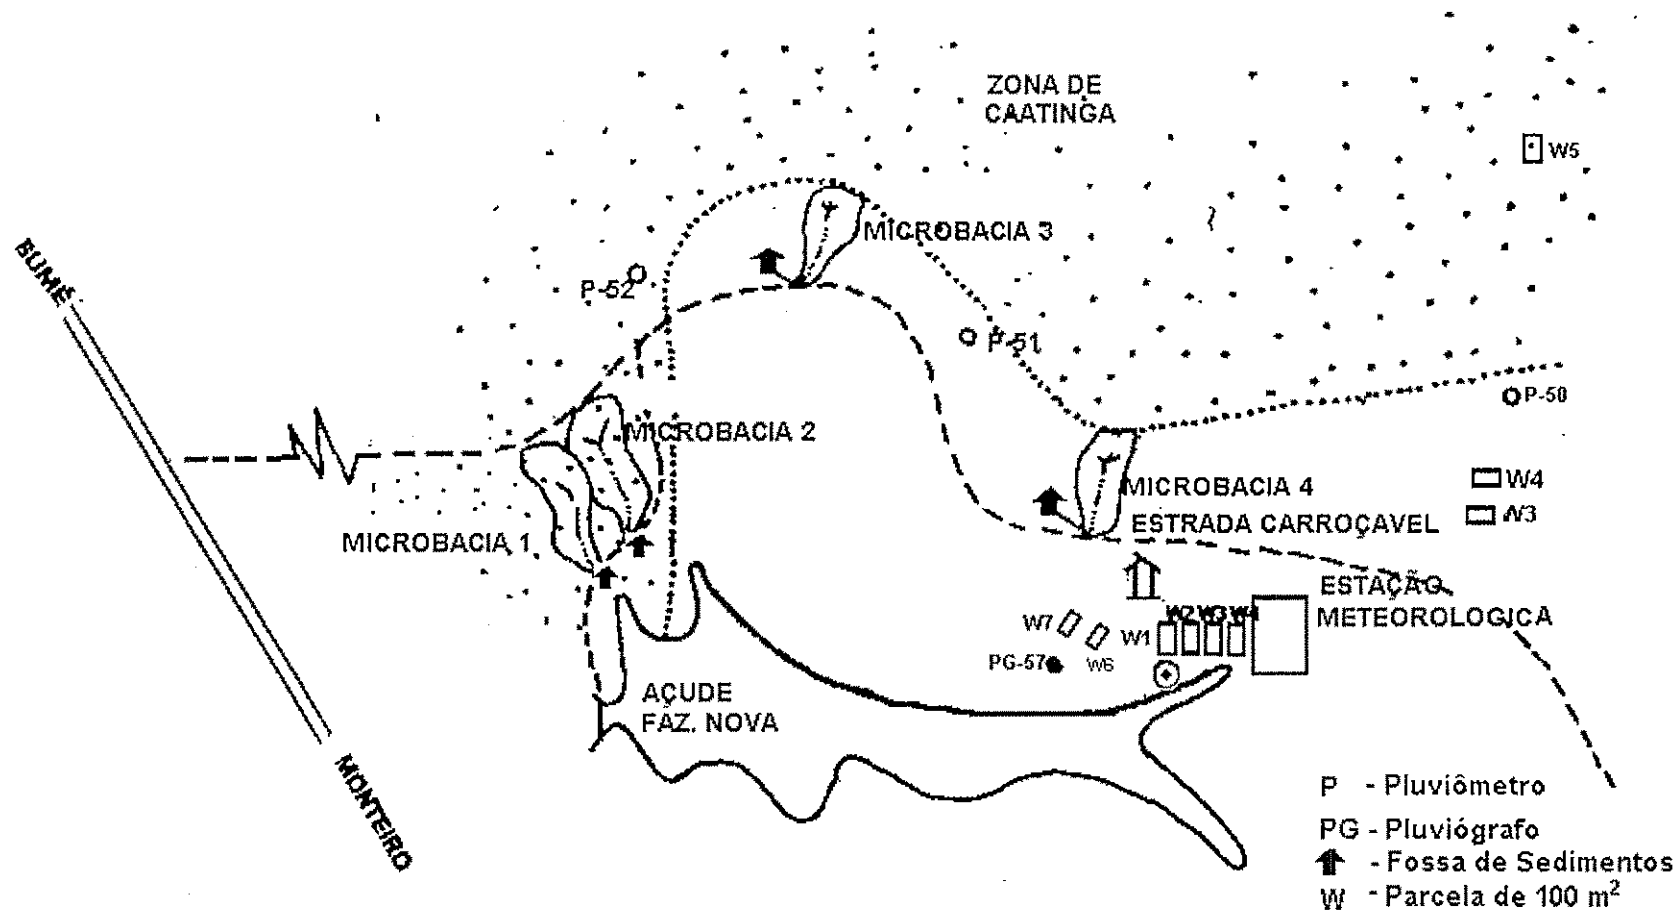 ZONA DE
CAATINGA
W5
MICROBACIA 3
SUMÉ
P-52
P-51
P-50
MICROBACIA 2
W4
MICROBACIA 4
W3
ESTRADA CARROÇAVEL
MICROBACIA 1
ESTAÇÃO
METEOROLOGICA
W7
W6
W1
W2
W3
W4
PG-57
AÇUDE
FAZ. NOVA
MONTEIRO
P - Pluviômetro
PG - Pluviógrafo
- Fossa de Sedimentos
W - Parcela de 100 m²